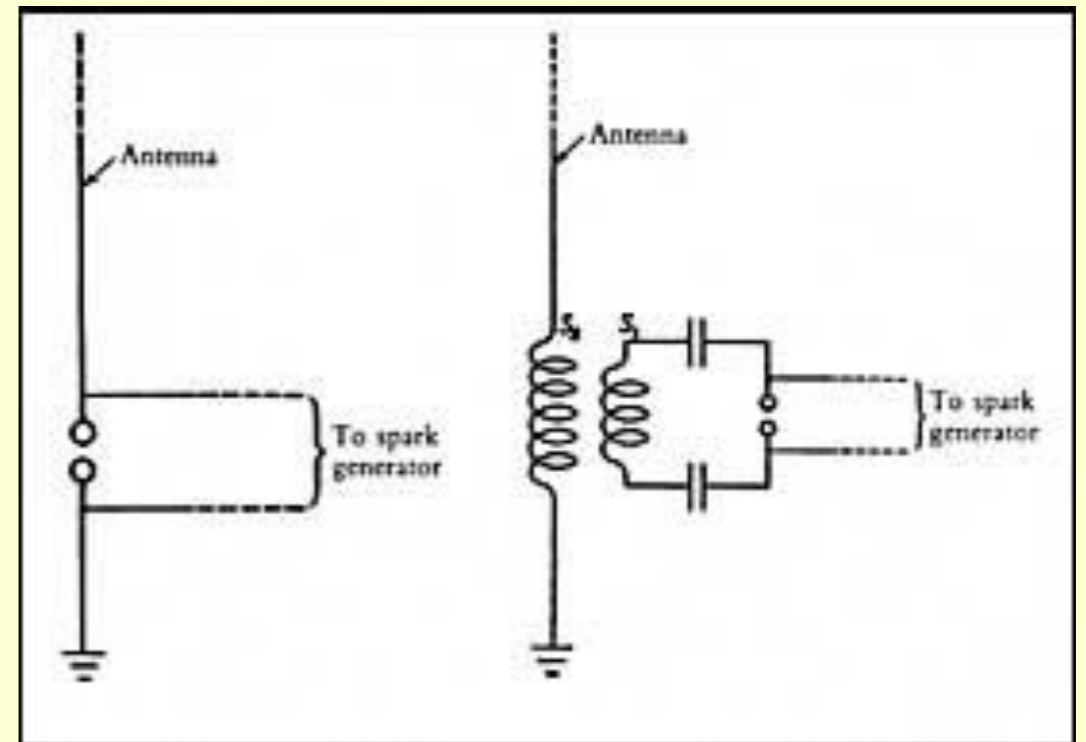 Antenna
To spark
generator
Antenna
S
To spark
generator